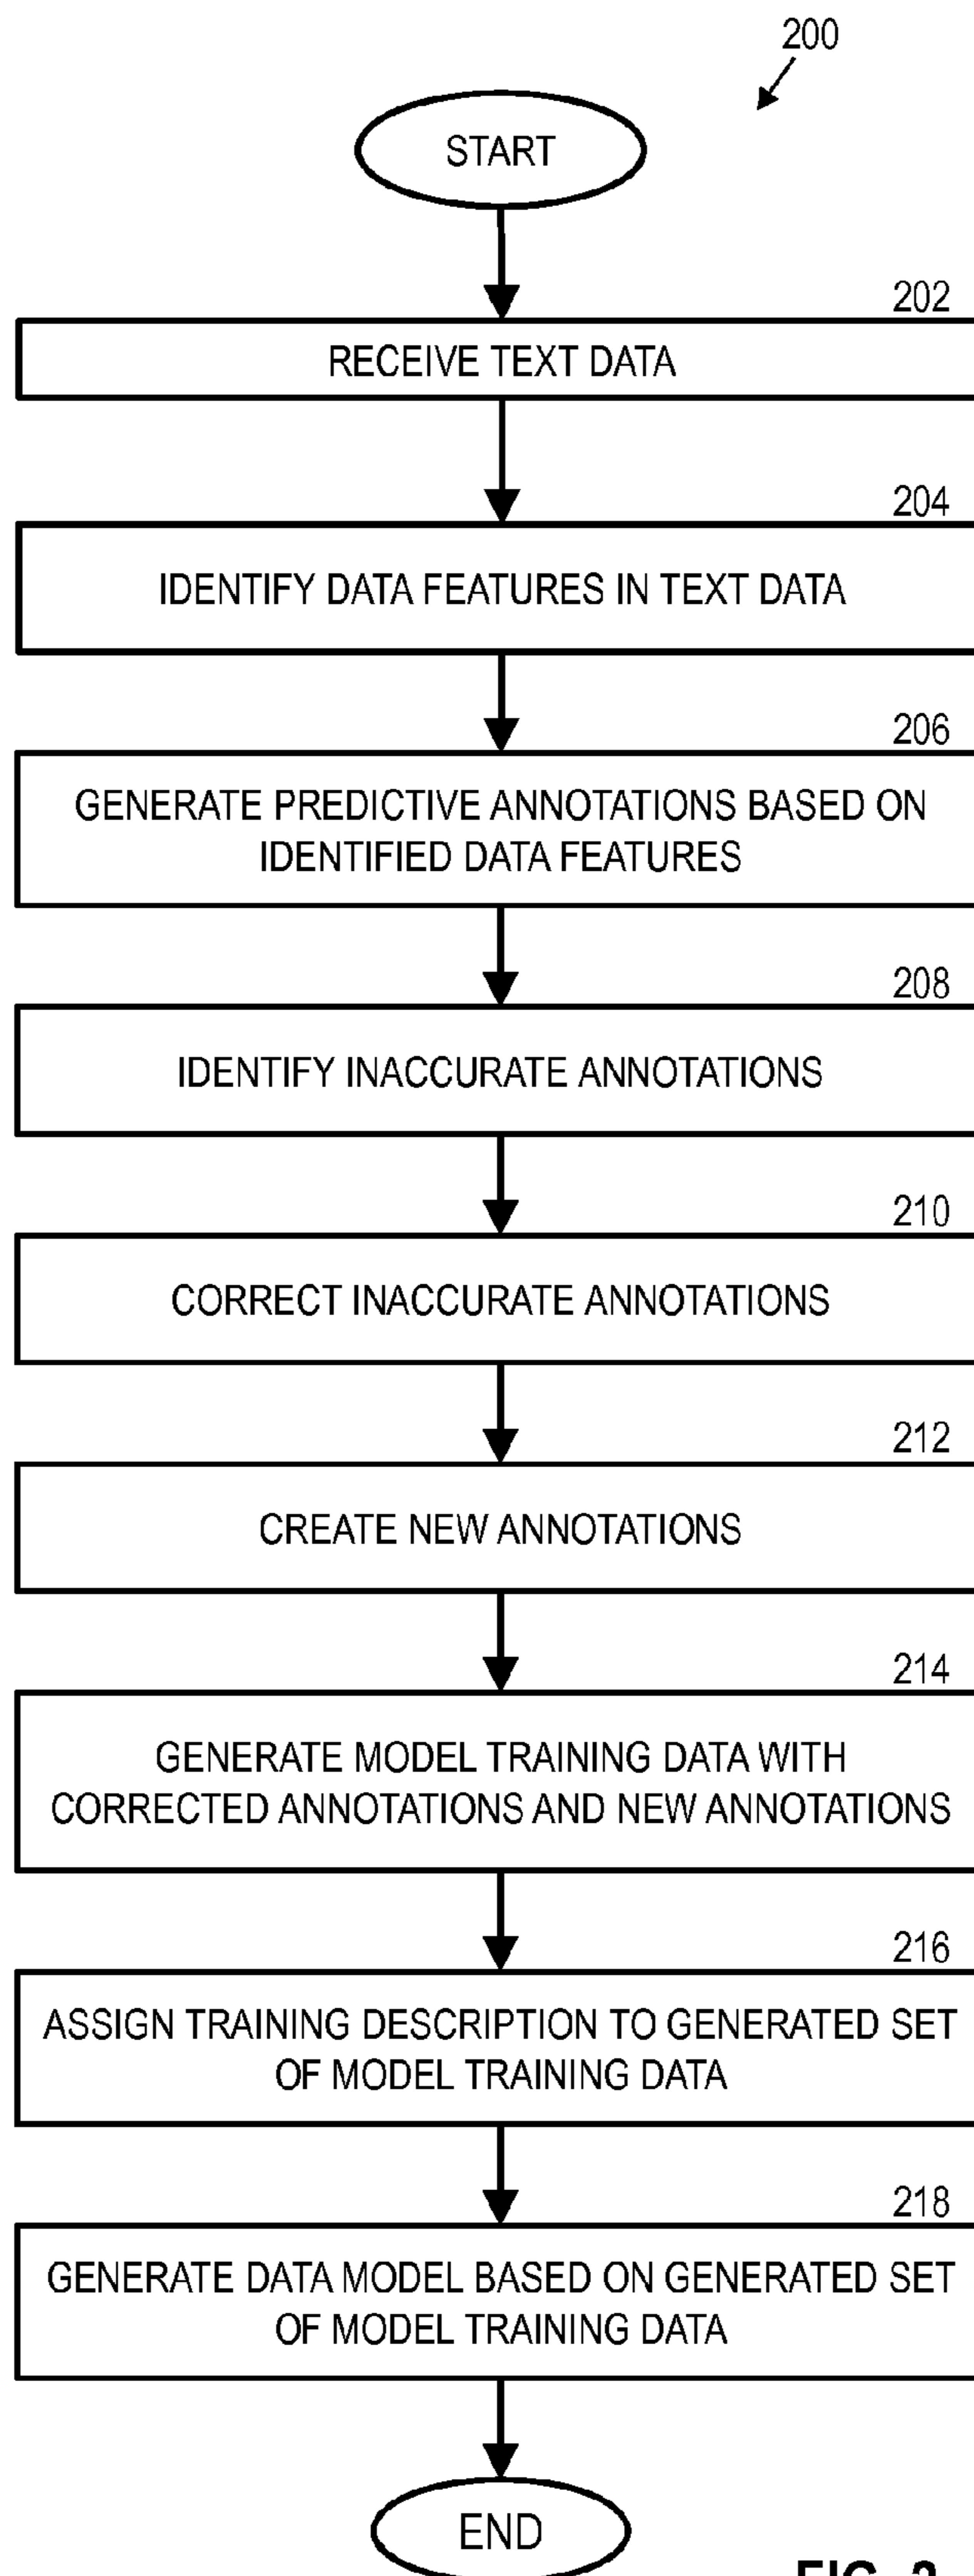 200
START
202
RECEIVE TEXT DATA
204
IDENTIFY DATA FEATURES IN TEXT DATA
206
GENERATE PREDICTIVE ANNOTATIONS BASED ON
IDENTIFIED DATA FEATURES
208
IDENTIFY INACCURATE ANNOTATIONS
210
CORRECT INACCURATE ANNOTATIONS
212
CREATE NEW ANNOTATIONS
214
GENERATE MODEL TRAINING DATA WITH
CORRECTED ANNOTATIONS AND NEW ANNOTATIONS
216
ASSIGN TRAINING DESCRIPTION TO GENERATED SET
OF MODEL TRAINING DATA
218
GENERATE DATA MODEL BASED ON GENERATED SET
OF MODEL TRAINING DATA
END
FIG.